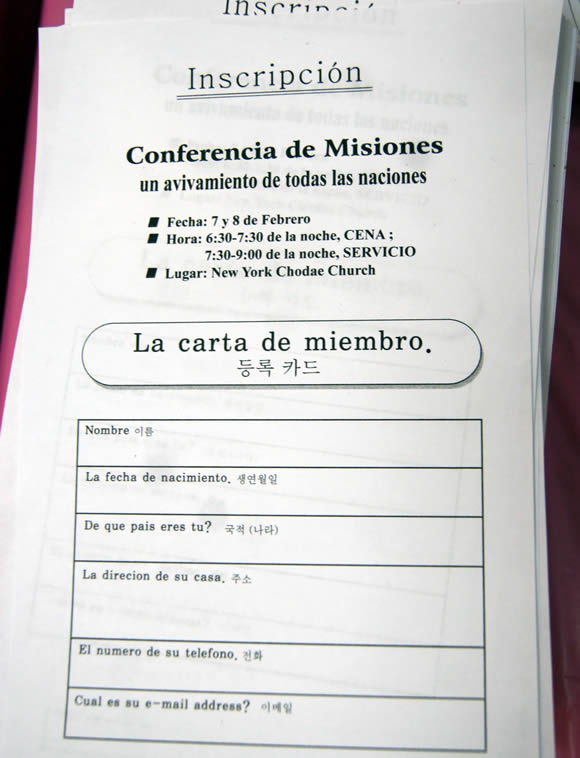 Inscripción
Inscripción
Conferencia de Misiones
un avivamiento de todas las naciones
■ Fecha: 7 y 8 de Febrero
■ Hora: 6:30-7:30 de la noche, CENA ;
7:30-9:00 de la noche, SERVICIO
■ Lugar: New York Chodae Church
La carta de miembro.
등록 카드
Nombre 이름
La fecha de nacimiento. 생연월일
De que pais eres tu? 국적 (나라)
La direcion de su casa. 주소
El numero de su telefono. 전화
Cual es su e-mail address? 이메일